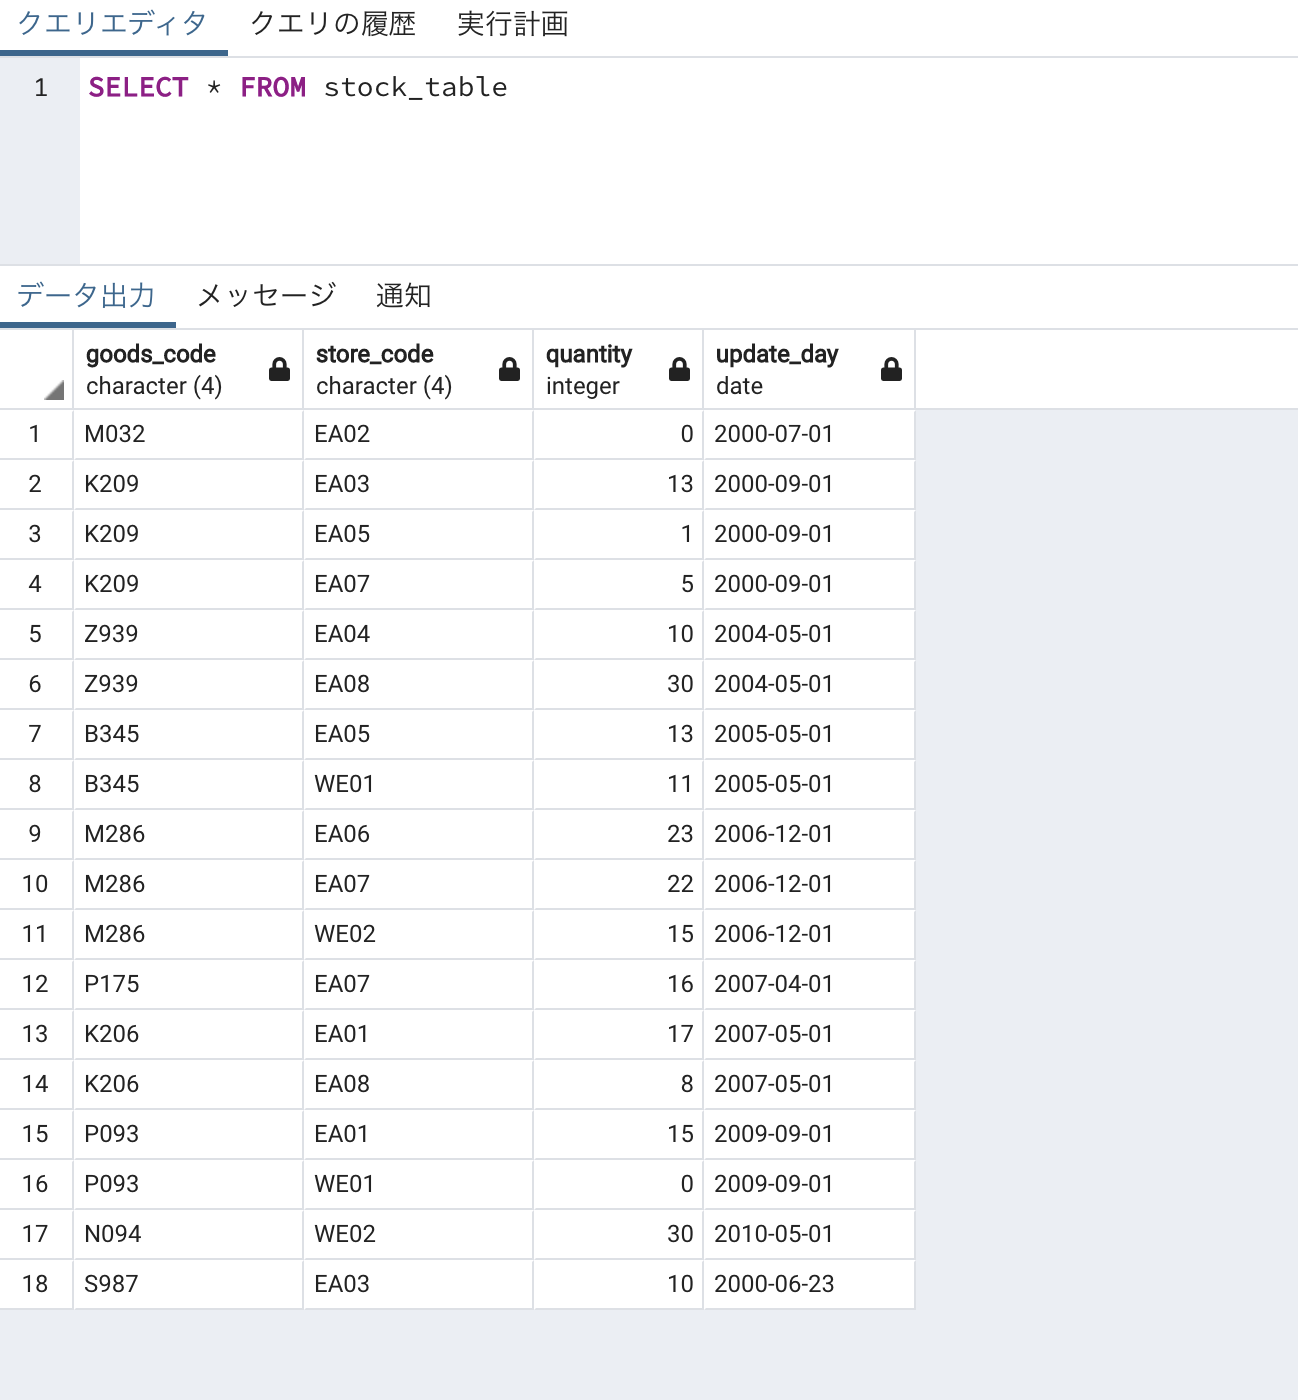 クエリエディタ クエリの履歴 実行計画
1 SELECT * FROM stock_table
データ出力 メッセージ 通知
goods_code store_code quantity update_day
character (4) character (4) integer date
1 M032 EA02 0 2000-07-01
2 K209 EA03 13 2000-09-01
3 K209 EA05 1 2000-09-01
4 K209 EA07 5 2000-09-01
5 Z939 EA04 10 2004-05-01
6 Z939 EA08 30 2004-05-01
7 B345 EA05 13 2005-05-01
8 B345 WE01 11 2005-05-01
9 M286 EA06 23 2006-12-01
10 M286 EA07 22 2006-12-01
11 M286 WE02 15 2006-12-01
12 P175 EA07 16 2007-04-01
13 K206 EA01 17 2007-05-01
14 K206 EA08 8 2007-05-01
15 P093 EA01 15 2009-09-01
16 P093 WE01 0 2009-09-01
17 N094 WE02 30 2010-05-01
18 S987 EA03 10 2000-06-23